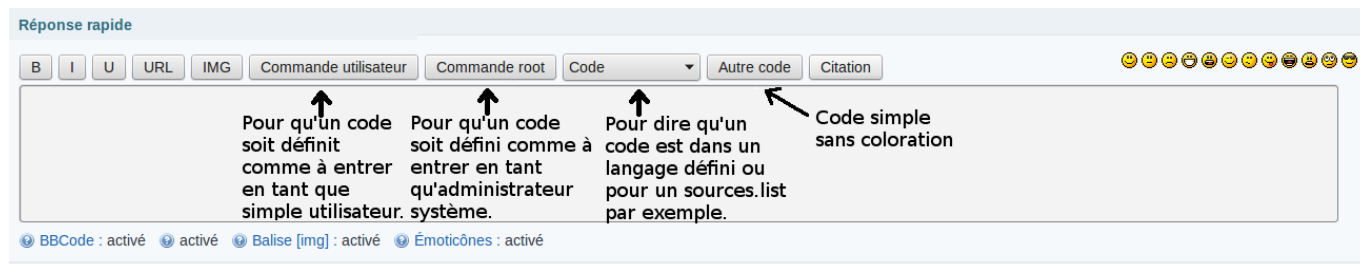 Réponse rapide
B I U URL IMG Commande utilisateur Commande root Code Autre code Citation
Pour qu'un code
soit définit
comme à entrer
en tant que
simple utilisateur.
Pour qu'un code
soit défini comme à
entrer en tant
qu'administrateur
système.
Pour dire qu'un
code est dans un
langage défini ou
pour un sources.list
par exemple.
Code simple
sans coloration
BBCode : activé activé Balise [img] : activé Émoticônes : activé